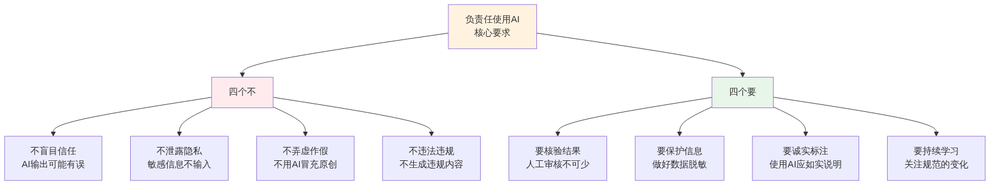 负责任使用AI
核心要求
四个不
四个要
不盲目信任
AI输出可能有误
不泄露隐私
敏感信息不输入
不弄虚作假
不用AI冒充原创
不违法违规
不生成违规内容
要核验结果
人工审核不可少
要保护信息
做好数据脱敏
要诚实标注
使用AI应如实说明
要持续学习
关注规范的变化